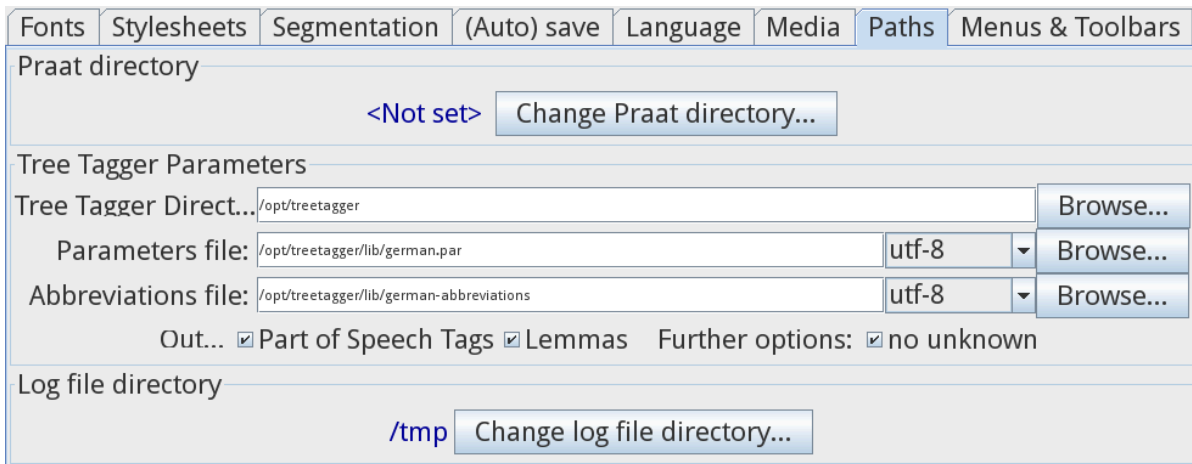 Fonts Stylesheets Segmentation (Auto) save Language Media Paths Menus & Toolbars
Praat directory
<Not set> Change Praat directory...
Tree Tagger Parameters
Tree Tagger Direct... /opt/treetagger Browse...
Parameters file: /opt/treetagger/lib/german.par utf-8 Browse...
Abbreviations file: /opt/treetagger/lib/german-abbreviations utf-8 Browse...
Out... Part of Speech Tags Lemmas Further options: no unknown
Log file directory
/tmp Change log file directory...